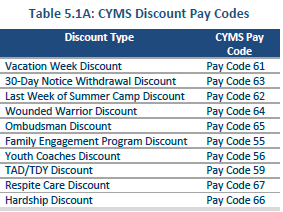 Table 5.1A: CYMS Discount Pay Codes
Discount Type CYMS Pay
Code
Vacation Week Discount Pay Code 61
30-Day Notice Withdrawal Discount Pay Code 63
Last Week of Summer Camp Discount Pay Code 62
Wounded Warrior Discount Pay Code 64
Ombudsman Discount Pay Code 65
Family Engagement Program Discount Pay Code 55
Youth Coaches Discount Pay Code 56
TAD/TDY Discount Pay Code 59
Respite Care Discount Pay Code 67
Hardship Discount Pay Code 66